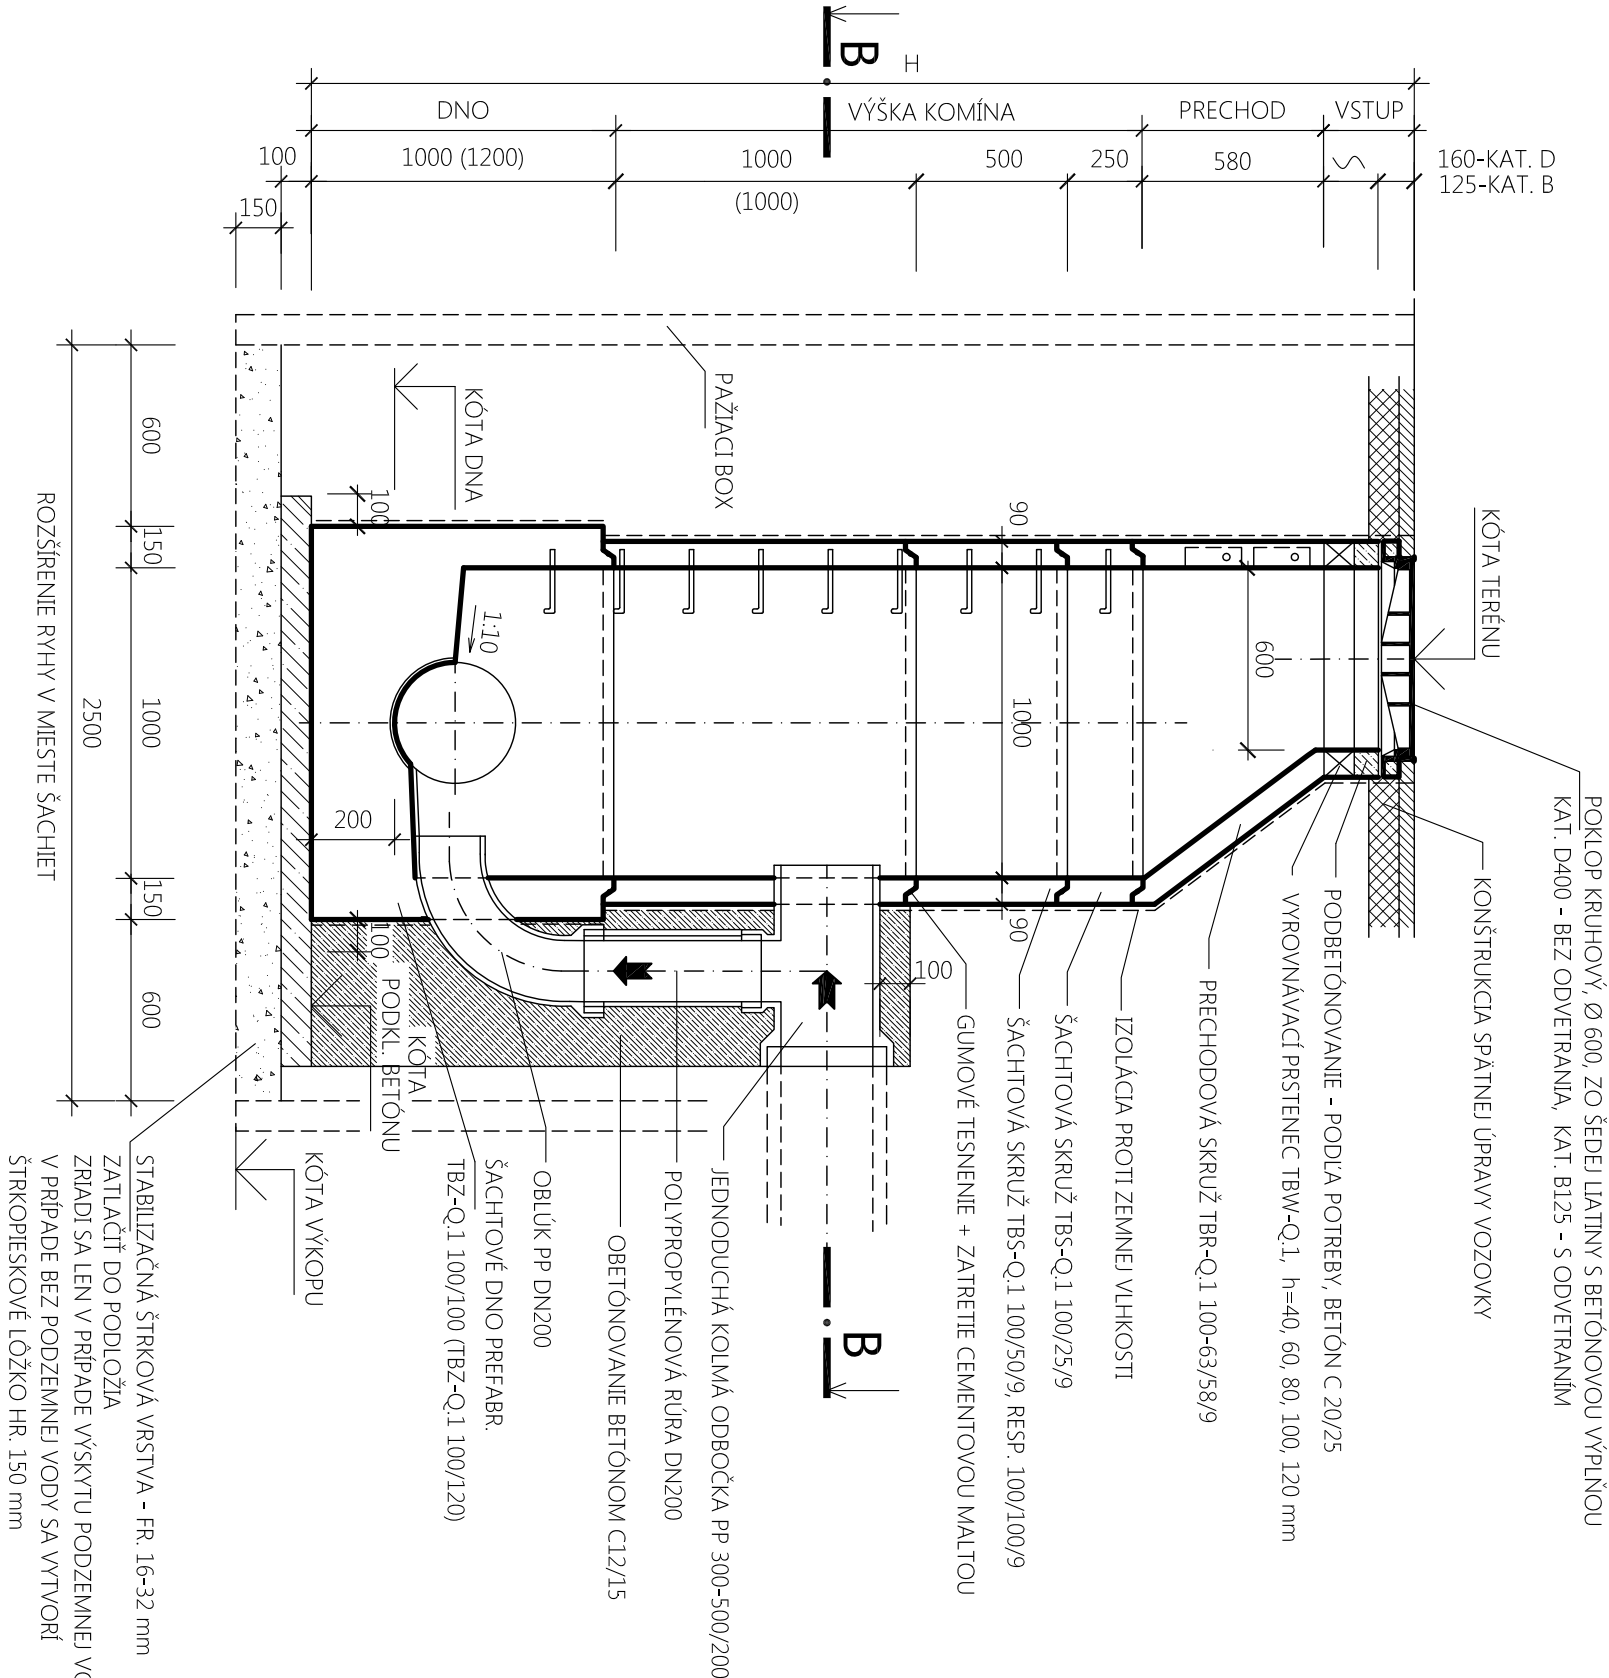 B
H
DNO
VÝŠKA KOMÍNA
PRECHOD
VSTUP
100
1000 (1200)
1000
(1000)
500
250
580
160-KAT. D
125-KAT. B
150
600
150
1000
150
600
2500
ROZŠÍRENIE RYHY V MIESTE ŠACHIET
PAŽIACI BOX
KÓTA DNA
100
90
KÓTA TERÉNU
1:10
600
1000
200
90
100
100
KÓTA
PODKL. BETÓNU
KÓTA VÝKOPU
B
POKLOP KRUHOVÝ, Ø 600, ZO ŠEDEJ LIATINY S BETÓNOVOU VÝPLŇOU
KAT. D400 - BEZ ODVETRANIA, KAT. B125 - S ODVETRANÍM
KONŠTRUKCIA SPÄTNEJ ÚPRAVY VOZOVKY
PODBETÓNOVANIE - PODĽA POTREBY, BETÓN C 20/25
VYROVNÁVACÍ PRSTENEC TBW-Q.1, h=40, 60, 80, 100, 120 mm
PRECHODOVÁ SKRUŽ TBR-Q.1 100-63/58/9
IZOLÁCIA PROTI ZEMNEJ VLHKOSTI
ŠACHTOVÁ SKRUŽ TBS-Q.1 100/25/9
ŠACHTOVÁ SKRUŽ TBS-Q.1 100/50/9, RESP. 100/100/9
GUMOVÉ TESNENIE + ZATRETIE CEMENTOVOU MALTOU
JEDNODUCHÁ KOLMÁ ODBOČKA PP 300-500/200
POLYPROPYLÉNOVÁ RÚRA DN200
OBETÓNOVANIE BETÓNOM C12/15
OBLÚK PP DN200
ŠACHTOVÉ DNO PREFABR.
TBZ-Q.1 100/100 (TBZ-Q.1 100/120)
STABILIZAČNÁ ŠTRKOVÁ VRSTVA - FR. 16-32 mm
ZATLAČIŤ DO PODLOŽIA
ZRIADI SA LEN V PRÍPADE VÝSKYTU PODZEMNEJ
V PRÍPADE BEZ PODZEMNEJ VODY SA VYTVORÍ
ŠTRKOPIESKOVÉ LÔŽKO HR. 150 mm